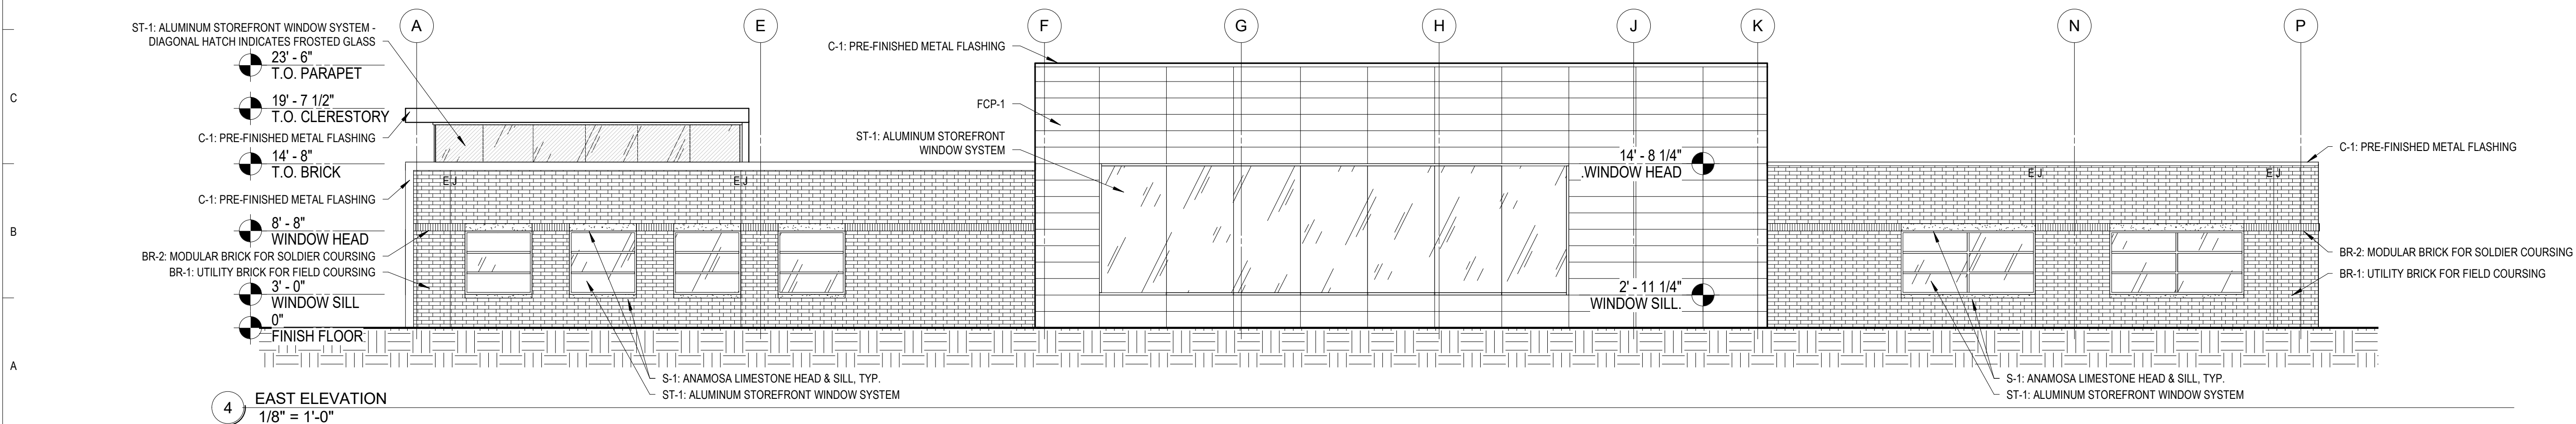 A
E
F
G
H
J
K
N
P
ST-1: ALUMINUM STOREFRONT WINDOW SYSTEM -
DIAGONAL HATCH INDICATES FROSTED GLASS
23' - 6"
T.O. PARAPET
19' - 7 1/2"
T.O. CLERESTORY
C-1: PRE-FINISHED METAL FLASHING
14' - 8"
T.O. BRICK
C-1: PRE-FINISHED METAL FLASHING
8' - 8"
WINDOW HEAD
BR-2: MODULAR BRICK FOR SOLDIER COURSING
BR-1: UTILITY BRICK FOR FIELD COURSING
3' - 0"
WINDOW SILL
0"
FINISH FLOOR
C
B
A
EJ
EJ
C-1: PRE-FINISHED METAL FLASHING
FCP-1
ST-1: ALUMINUM STOREFRONT
WINDOW SYSTEM
14' - 8 1/4"
.WINDOW HEAD
2' - 11 1/4"
WINDOW SILL.
EJ
EJ
C-1: PRE-FINISHED METAL FLASHING
BR-2: MODULAR BRICK FOR SOLDIER COURSING
BR-1: UTILITY BRICK FOR FIELD COURSING
S-1: ANAMOSA LIMESTONE HEAD & SILL, TYP.
ST-1: ALUMINUM STOREFRONT WINDOW SYSTEM
S-1: ANAMOSA LIMESTONE HEAD & SILL, TYP.
ST-1: ALUMINUM STOREFRONT WINDOW SYSTEM
4
EAST ELEVATION
1/8" = 1'-0"